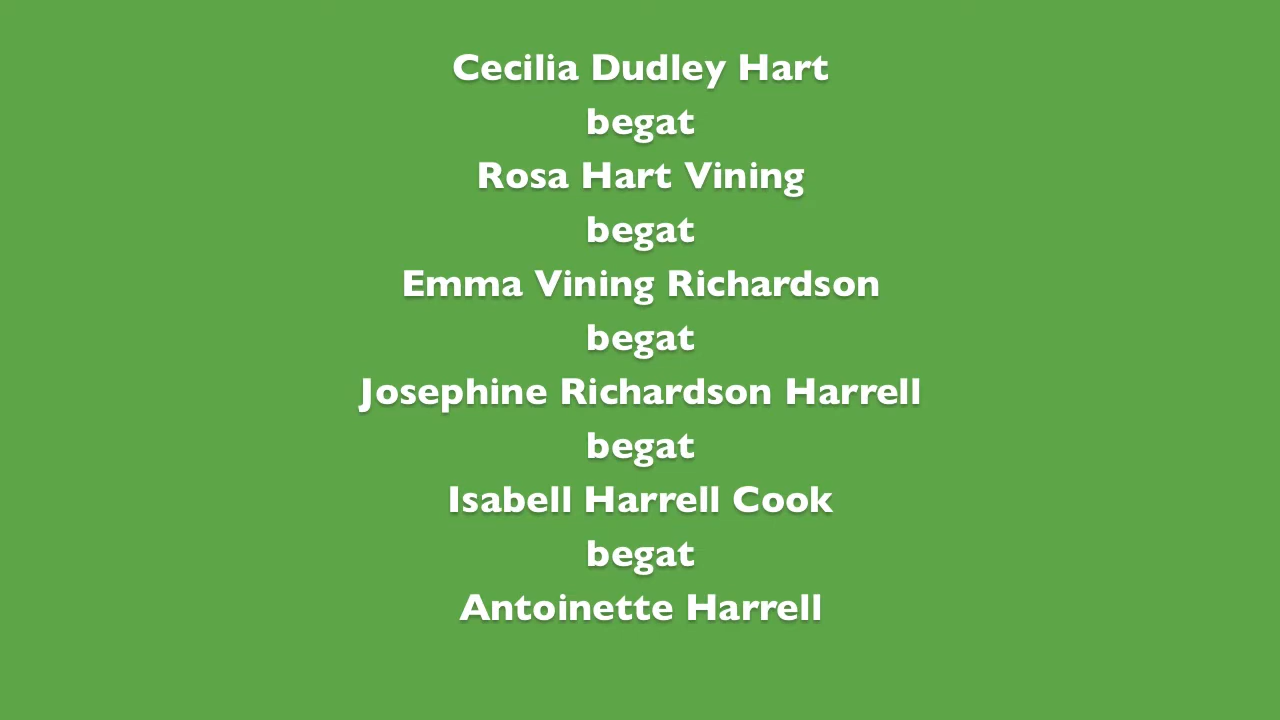 Cecilia Dudley Hart
begat
Rosa Hart Vining
begat
Emma Vining Richardson
begat
Josephine Richardson Harrell
begat
Isabell Harrell Cook
begat
Antoinette Harrell